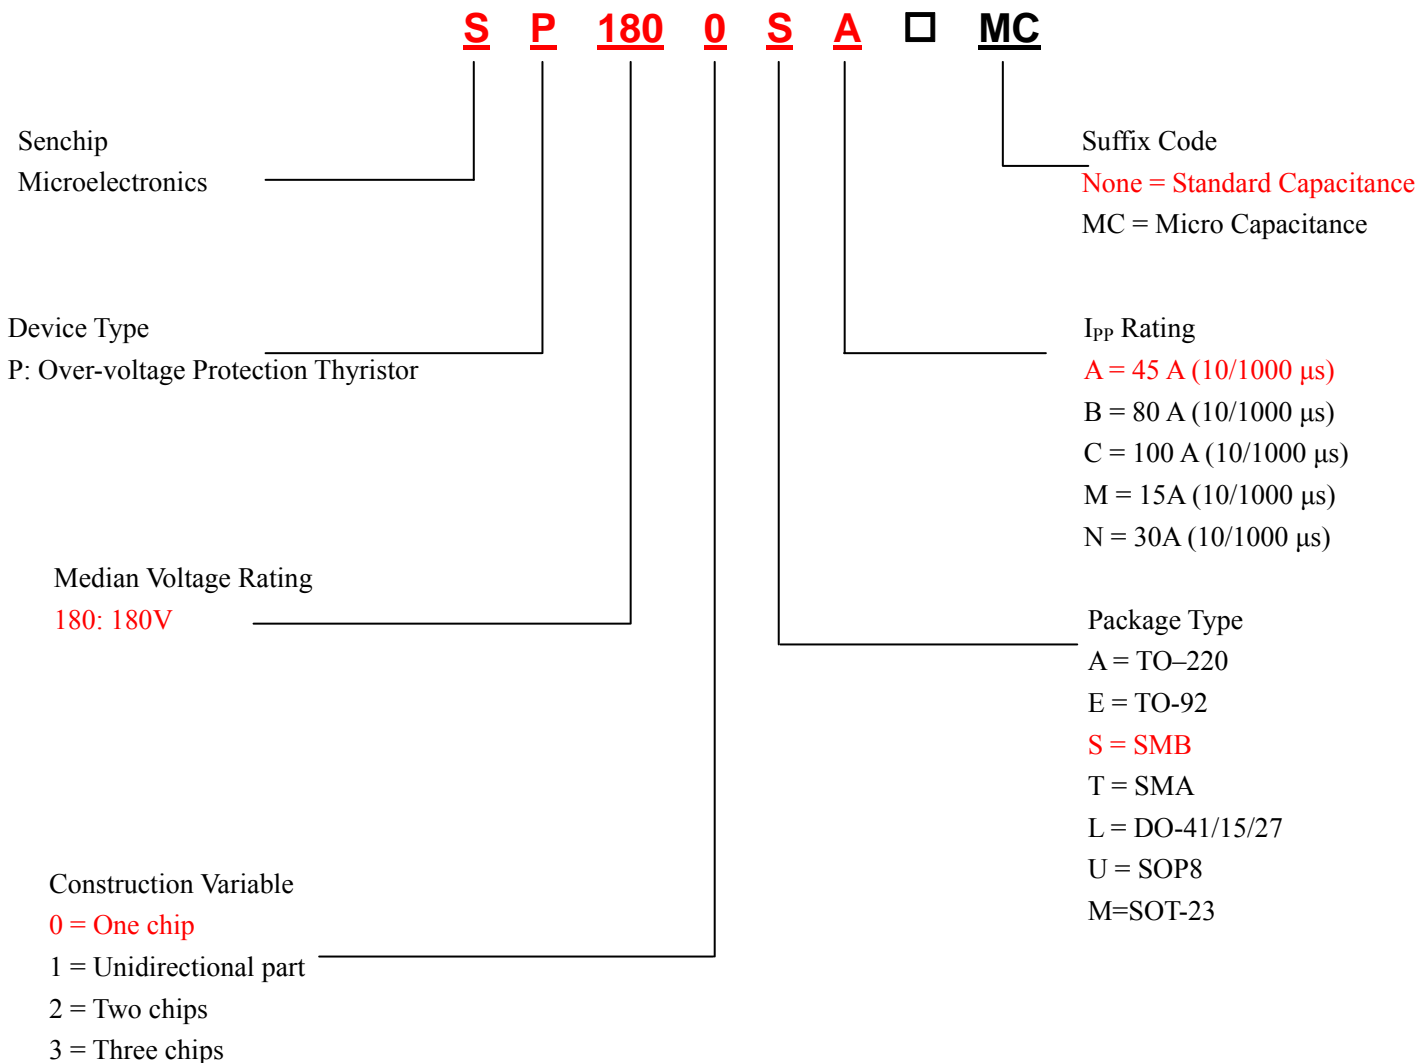 S P 180 0 S A □ MC
Senchip
Microelectronics
Suffix Code
None = Standard Capacitance
MC = Micro Capacitance
Device Type
P: Over-voltage Protection Thyristor
IPP Rating
A = 45 A (10/1000 μs)
B = 80 A (10/1000 μs)
C = 100 A (10/1000 μs)
M = 15A (10/1000 μs)
N = 30A (10/1000 μs)
Median Voltage Rating
180: 180V
Package Type
A = TO–220
E = TO-92
S = SMB
T = SMA
L = DO-41/15/27
U = SOP8
M=SOT-23
Construction Variable
0 = One chip
1 = Unidirectional part
2 = Two chips
3 = Three chips